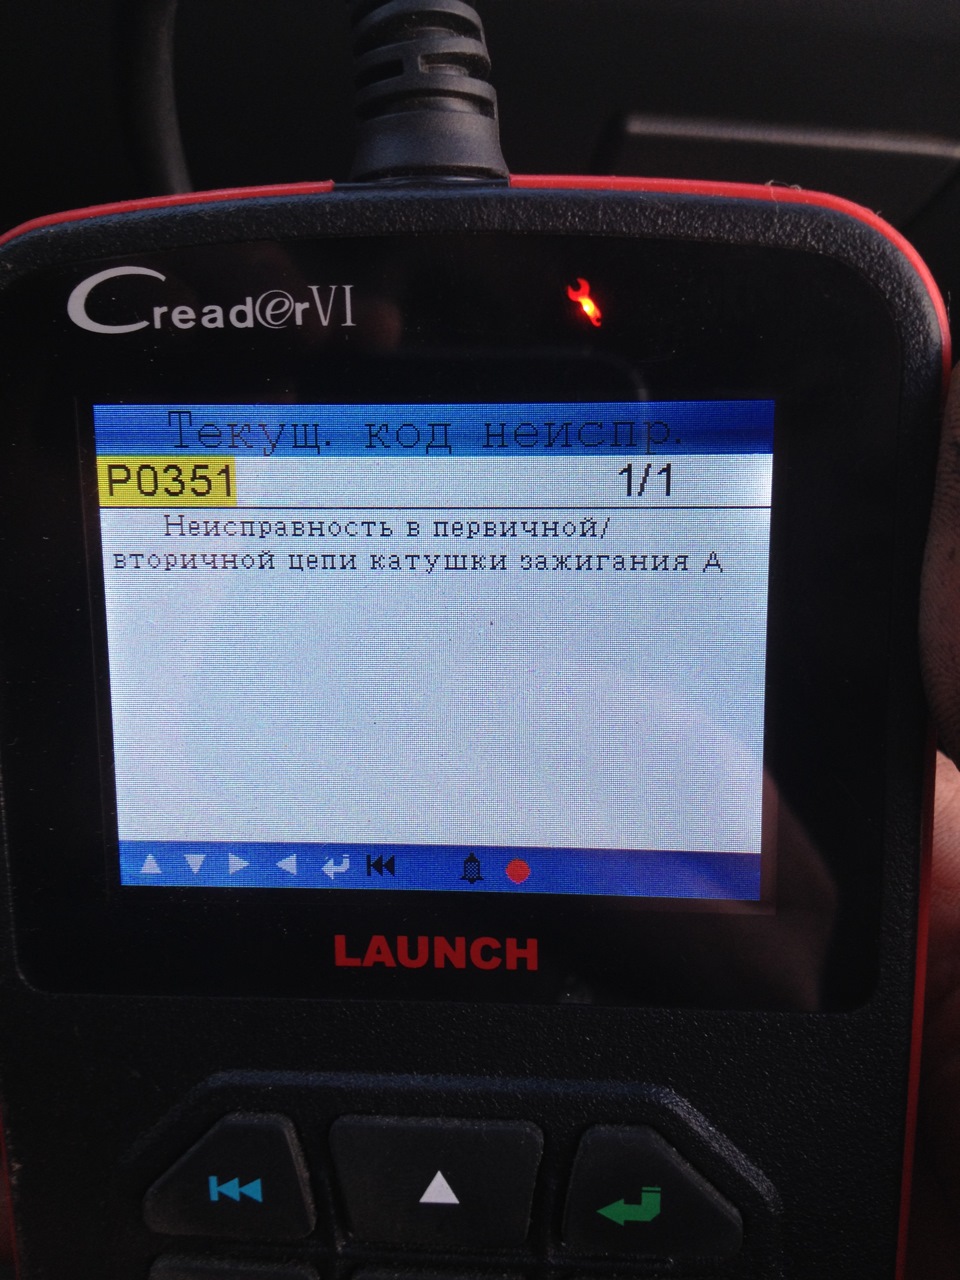 Creader VI
Текущ. код неиспр.
P0351 1/1
Неисправность в первичной/
вторичной цепи катушки зажигания А
LAUNCH